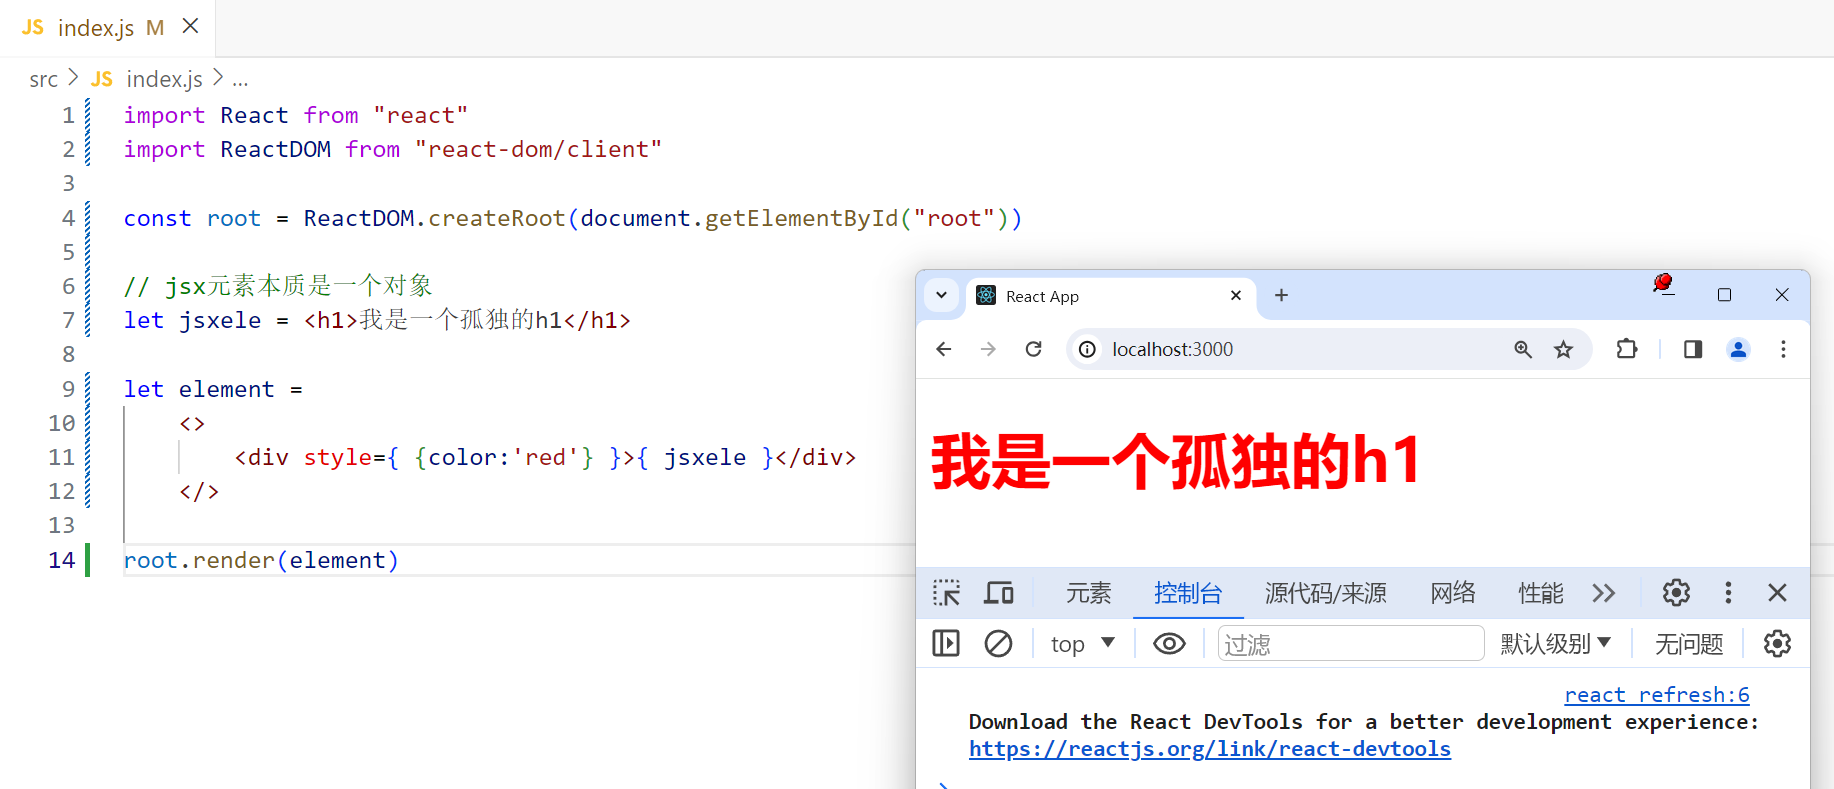 JS index.js M
src > JS index.js > ...
1 import React from "react"
2 import ReactDOM from "react-dom/client"
3
4 const root = ReactDOM.createRoot(document.getElementById("root"))
5
6 // jsx元素本质是一个对象
7 let jsxele = <h1>我是一个孤独的h1</h1>
8
9 let element =
10 <>
11 <div style={ {color:'red'} }>{ jsxele }</div>
12 </>
13
14 root.render(element)
React App
localhost:3000
我是一个孤独的h1
元素 控制台 源代码/来源 网络 性能
top 过滤 默认级别 无问题
react refresh:6
Download the React DevTools for a better development experience:
https://reactjs.org/link/react-devtools